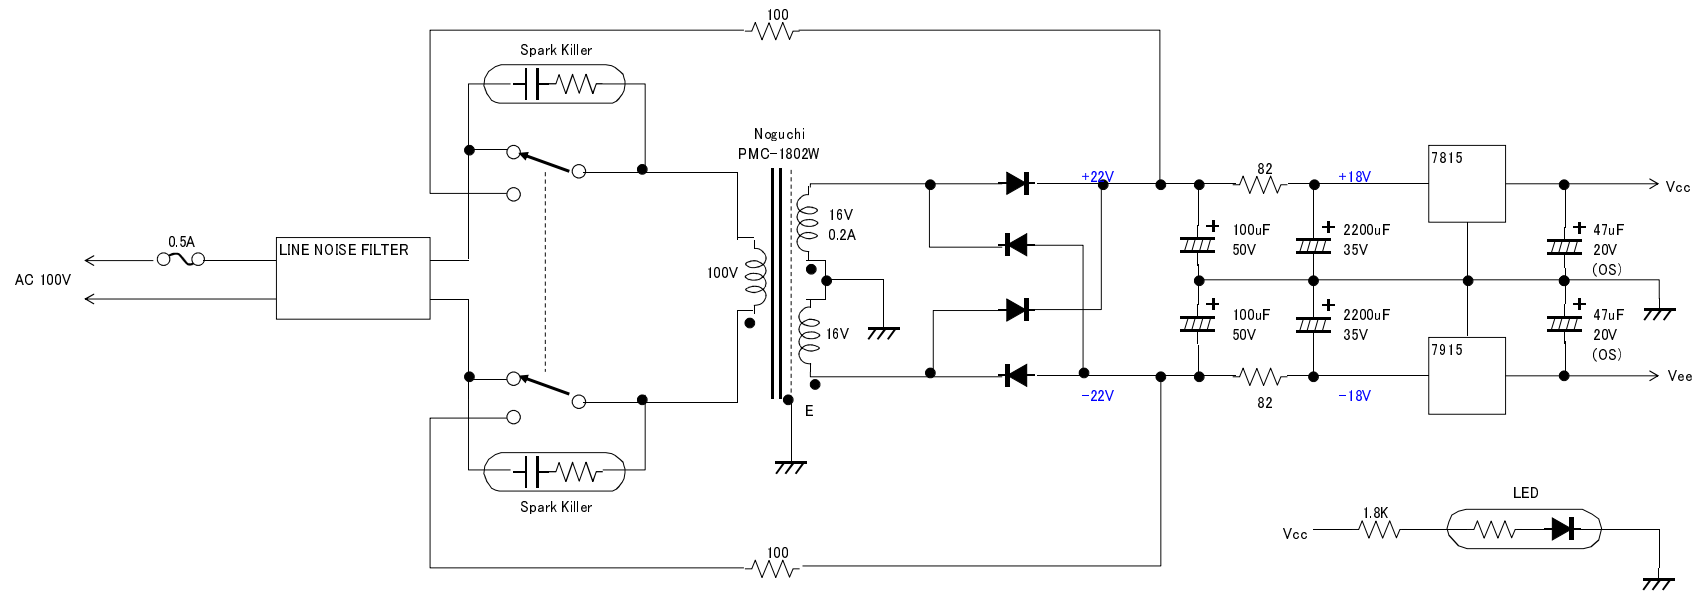 100
Spark Killer
Noguchi
PMC-1802W
7815
+22V
82
+18V
Vcc
16V
0.2A
100uF
50V
2200uF
35V
47uF
20V
(OS)
0.5A
LINE NOISE FILTER
AC 100V
100V
16V
100uF
50V
2200uF
35V
47uF
20V
(OS)
7915
Vee
-22V
82
-18V
E
Spark Killer
LED
1.8K
Vcc
100